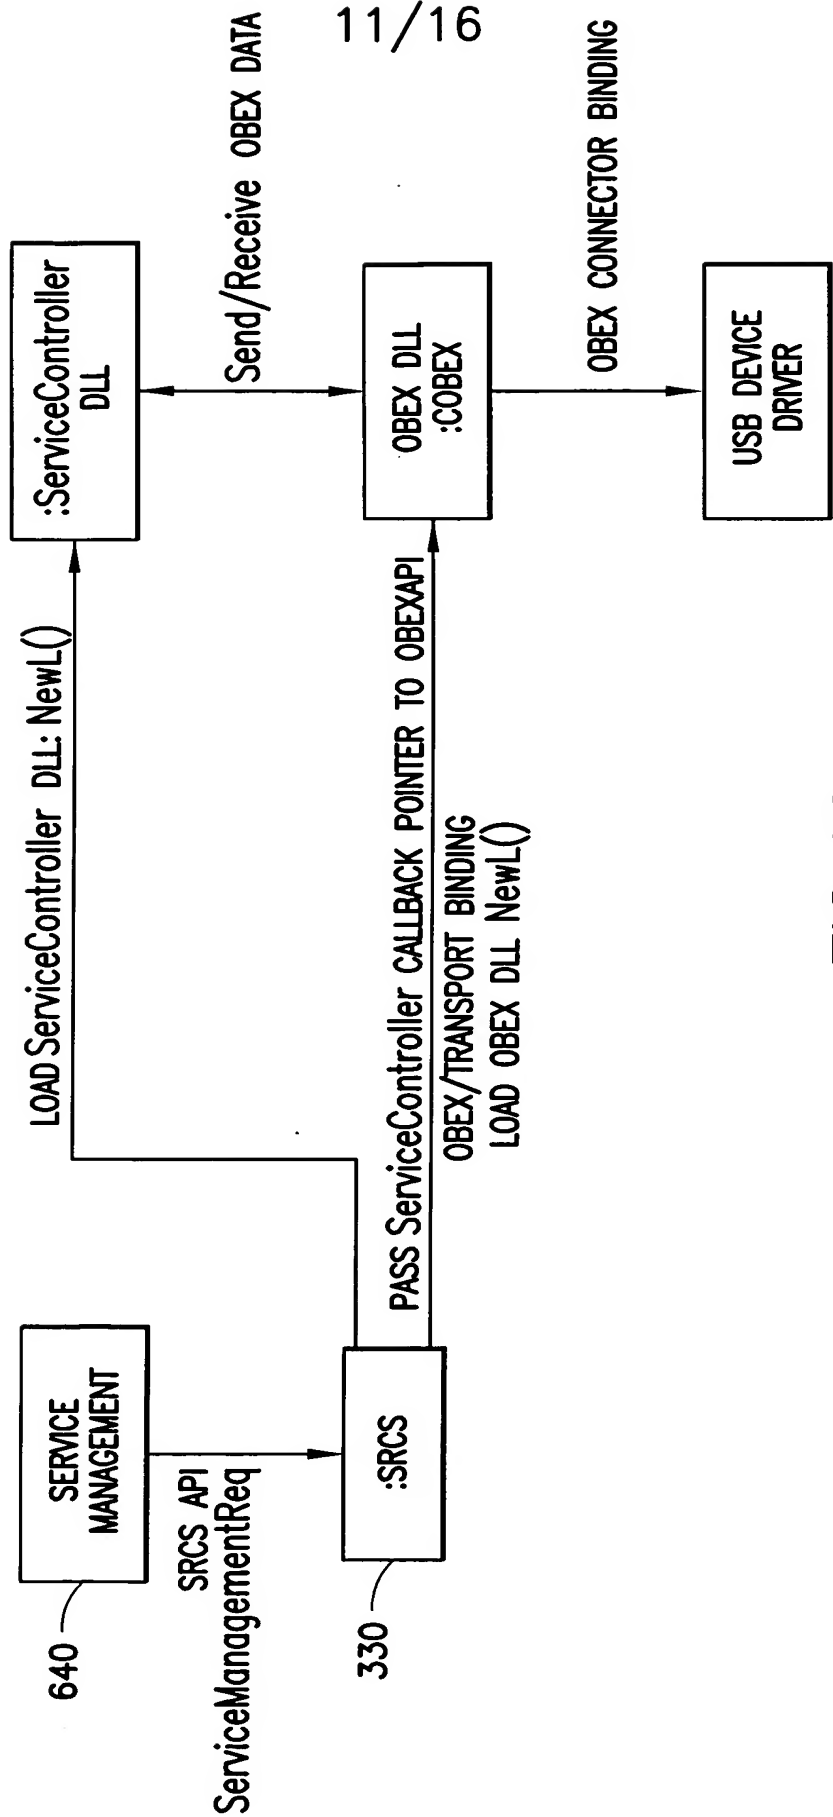 11/16
SERVICE
MANAGEMENT
640
SRCS API
ServiceManagementReq
:SRCS
330
LOAD ServiceController DLL: NewL()
PASS ServiceController CALLBACK POINTER TO OBEXAPI
OBEX/TRANSPORT BINDING
LOAD OBEX DLL NewL()
:ServiceController
DLL
Send/Receive OBEX DATA
OBEX DLL
:COBEX
OBEX CONNECTOR BINDING
USB DEVICE
DRIVER